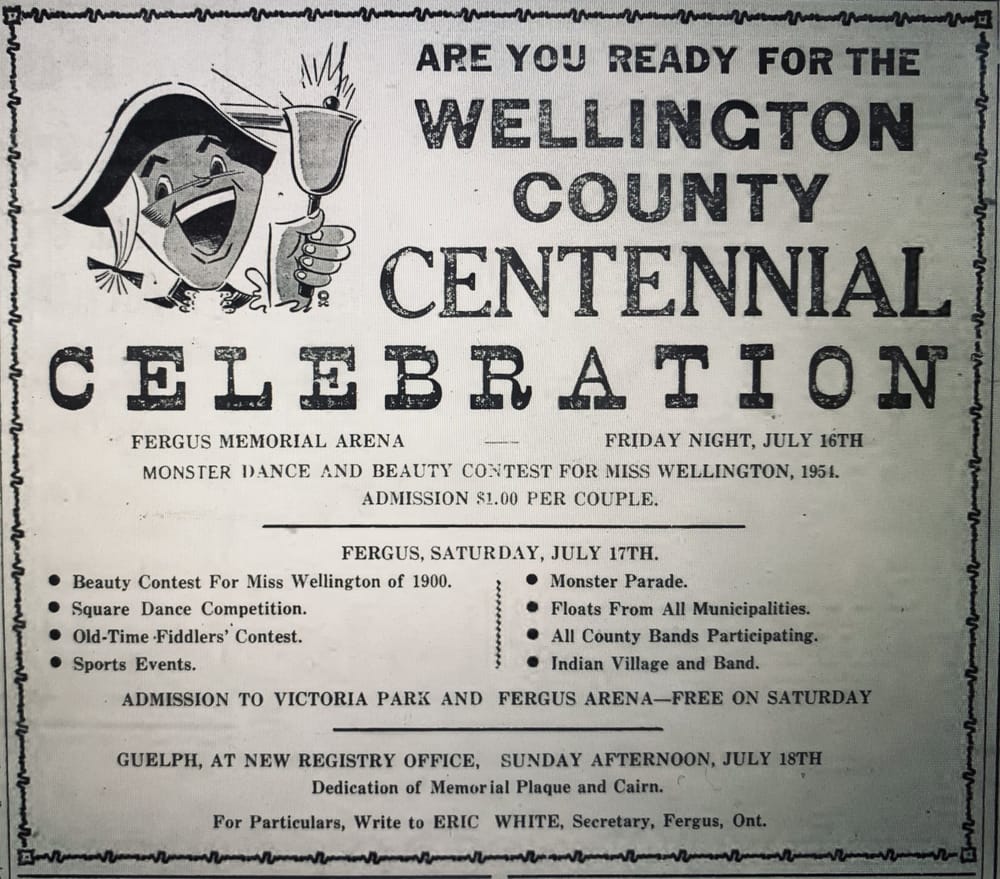 ARE YOU READY FOR THE
WELLINGTON
COUNTY
CENTENNIAL
CELEBRATION
FERGUS MEMORIAL ARENA — FRIDAY NIGHT, JULY 16TH
MONSTER DANCE AND BEAUTY CONTEST FOR MISS WELLINGTON, 1954.
ADMISSION $1.00 PER COUPLE.
FERGUS, SATURDAY, JULY 17TH.
● Beauty Contest For Miss Wellington of 1900.
● Square Dance Competition.
● Old-Time Fiddlers' Contest.
● Sports Events.
● Monster Parade.
● Floats From All Municipalities.
● All County Bands Participating.
● Indian Village and Band.
ADMISSION TO VICTORIA PARK AND FERGUS ARENA—FREE ON SATURDAY
GUELPH, AT NEW REGISTRY OFFICE, SUNDAY AFTERNOON, JULY 18TH
Dedication of Memorial Plaque and Cairn.
For Particulars, Write to ERIC WHITE, Secretary, Fergus, Ont.